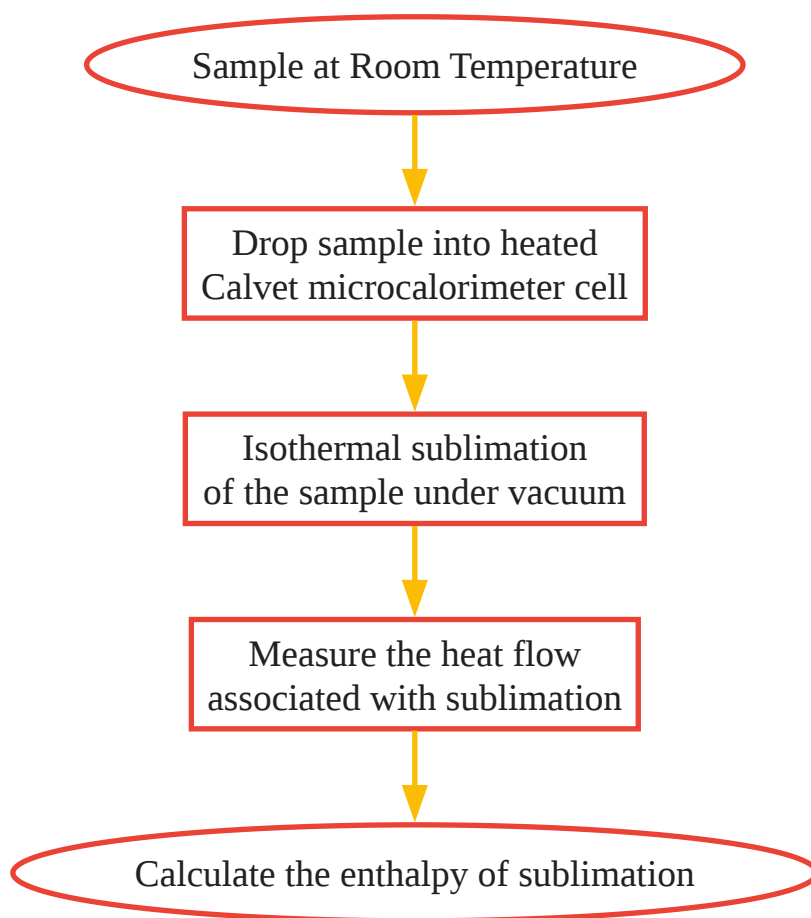 Sample at Room Temperature
Drop sample into heated
Calvet microcalorimeter cell
Isothermal sublimation
of the sample under vacuum
Measure the heat flow
associated with sublimation
Calculate the enthalpy of sublimation